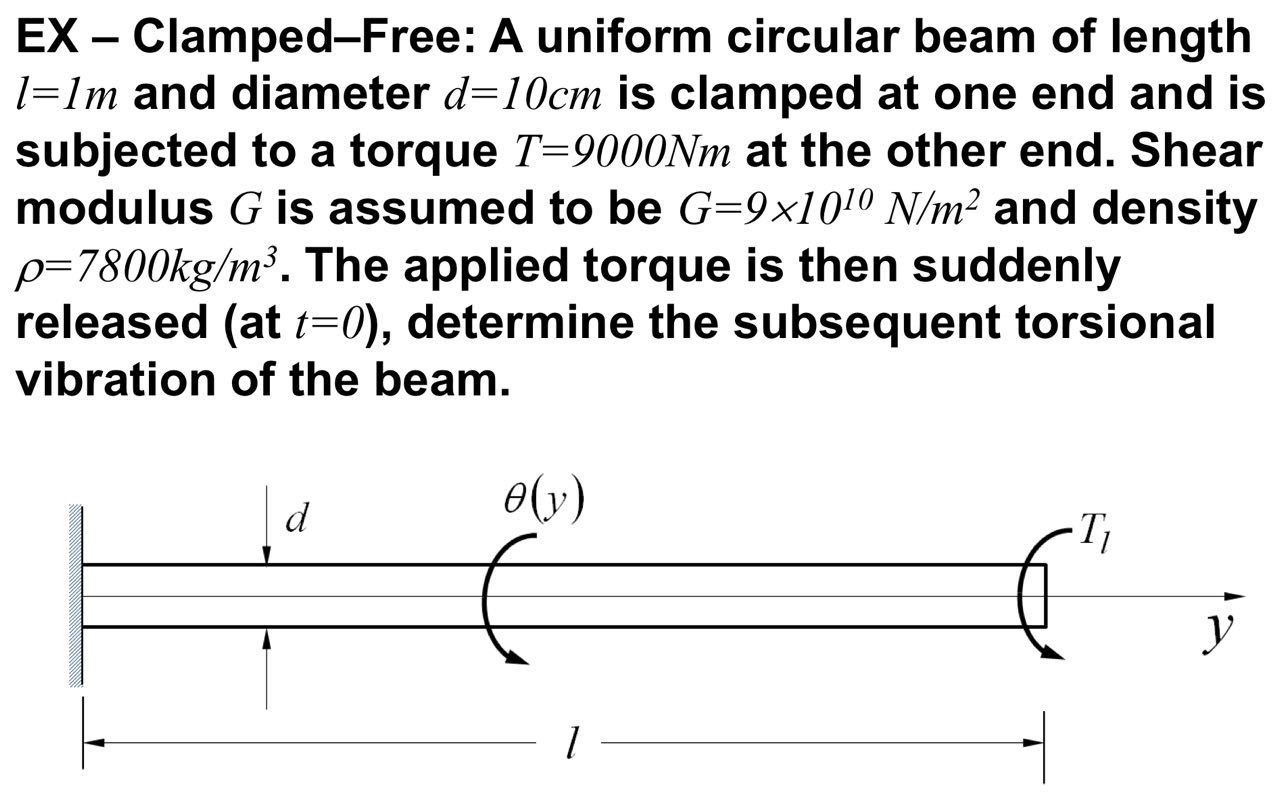 EX – Clamped–Free: A uniform circular beam of length
l=1m and diameter d=10cm is clamped at one end and is
subjected to a torque T=9000Nm at the other end. Shear
modulus G is assumed to be G=9×10¹⁰ N/m² and density
ρ=7800kg/m³. The applied torque is then suddenly
released (at t=0), determine the subsequent torsional
vibration of the beam.
θ(y)
d
T_l
y
l